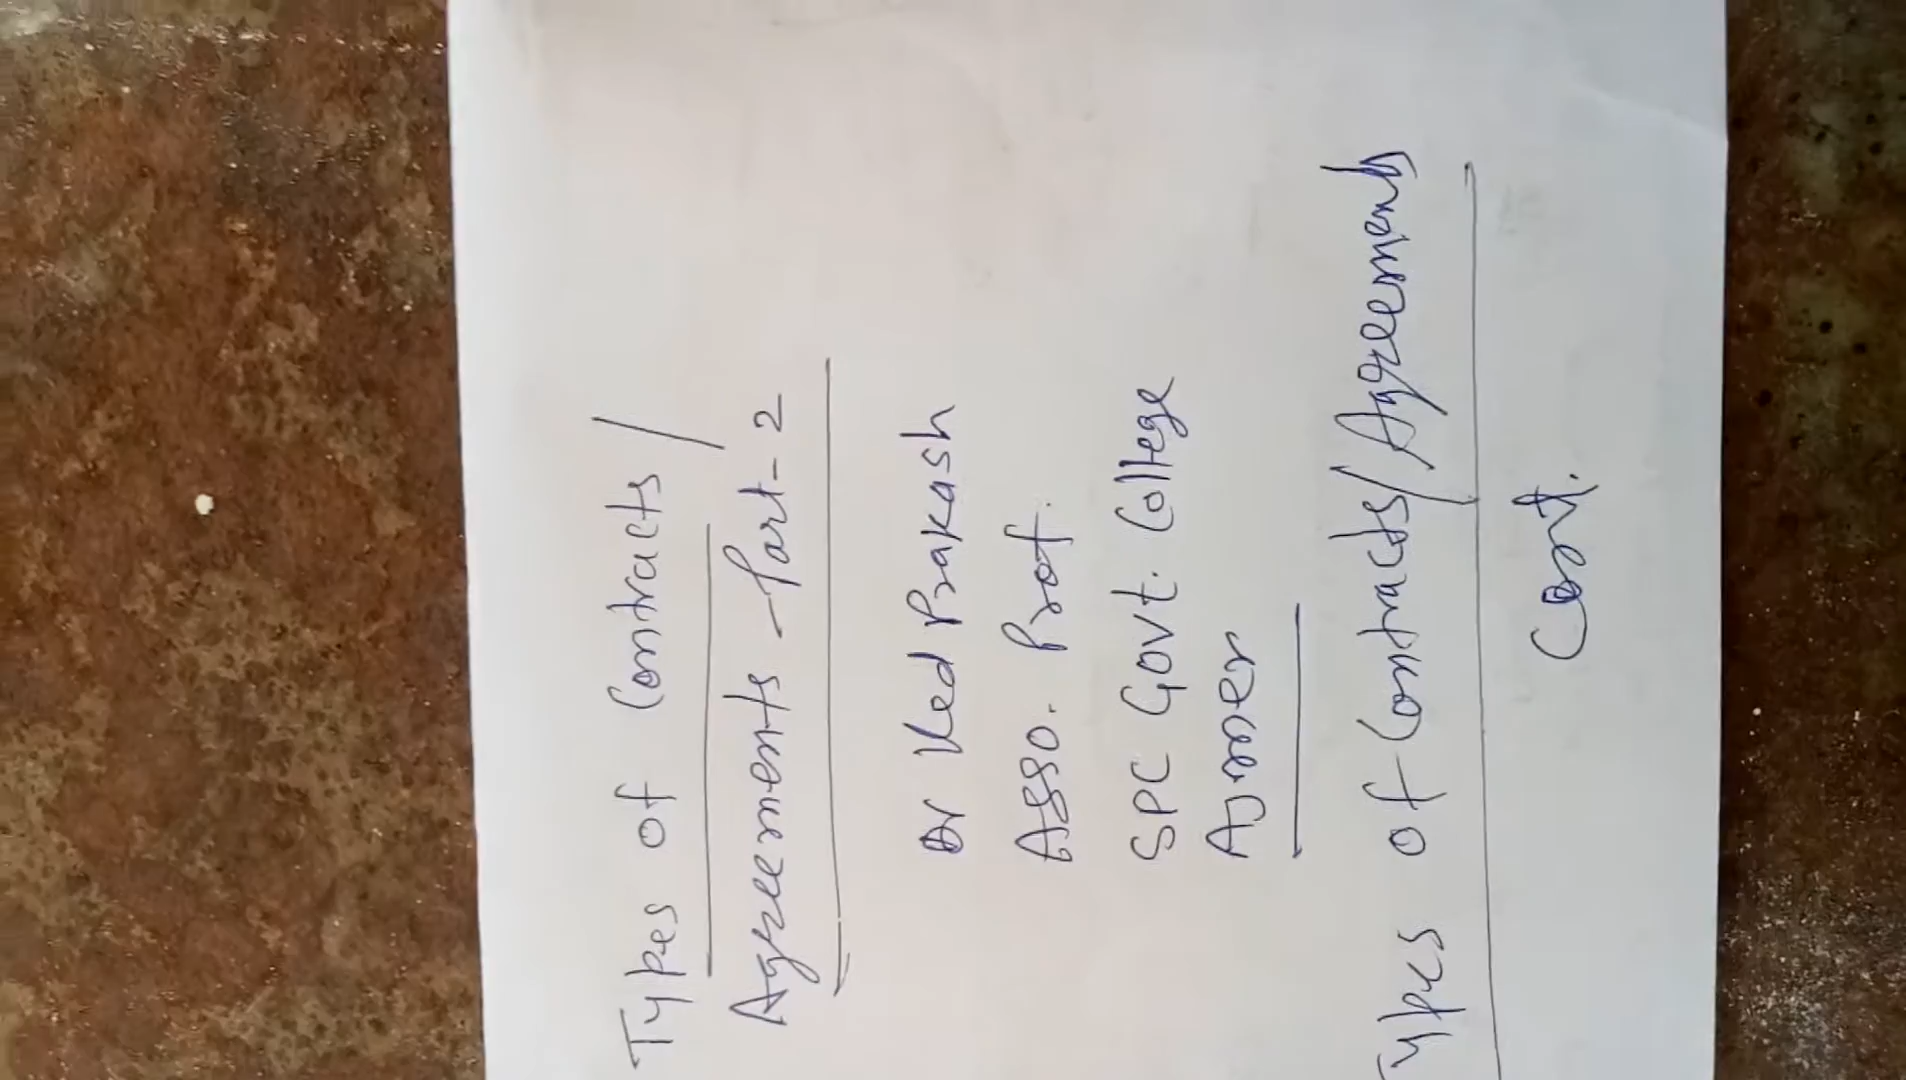 Types of Contracts /
Agreements - Part - 2
Dr Ved Prakash
Asso. Prof.
SPC Govt. College
Ajmer
Types of Contracts/Agreements
Cont.